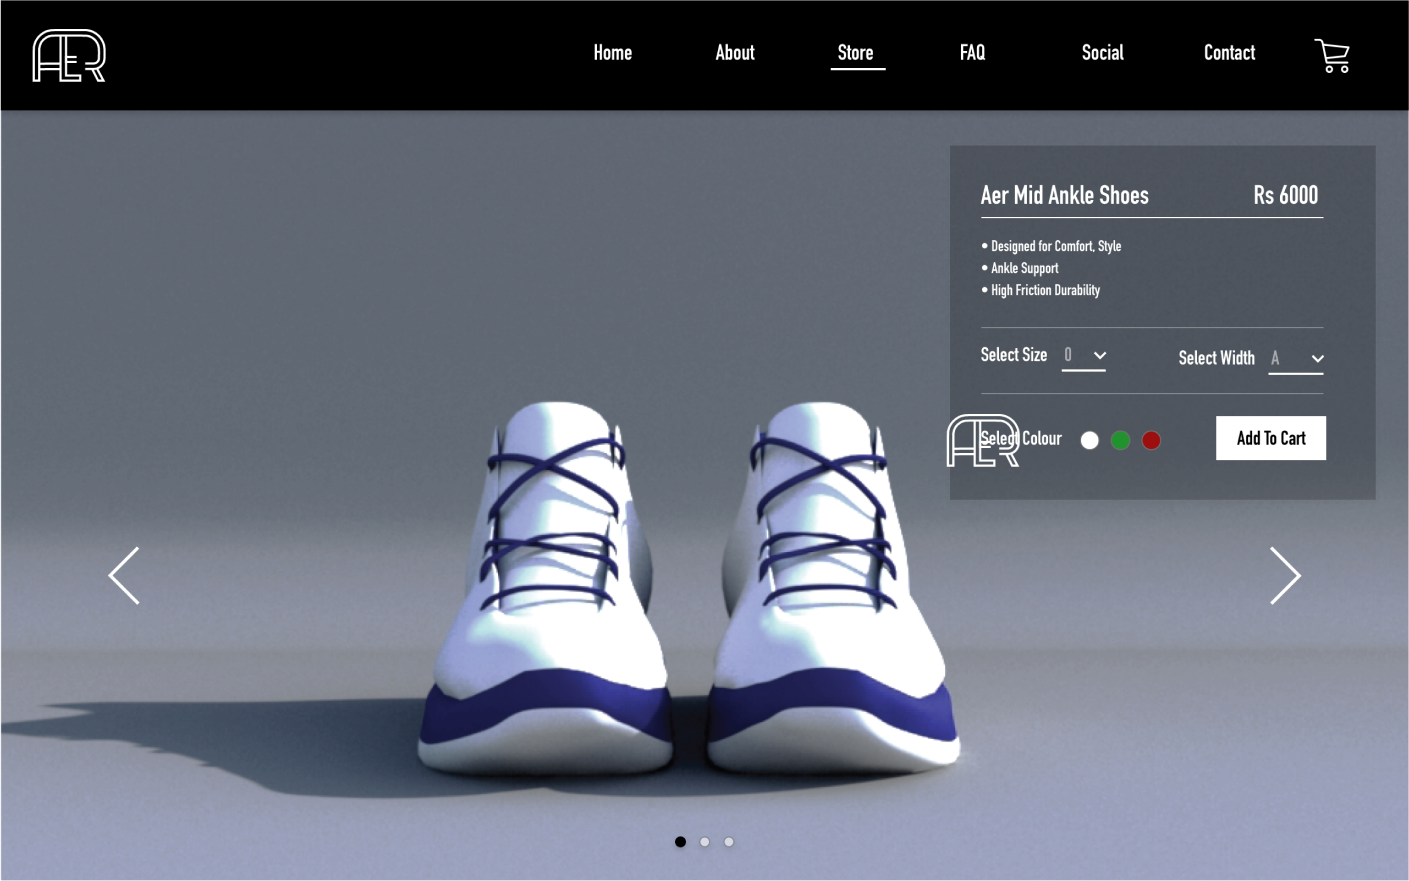 AER
Home About Store FAQ Social Contact
Aer Mid Ankle Shoes Rs 6000
• Designed for Comfort, Style
• Ankle Support
• High Friction Durability
Select Size 0 Select Width A
AER
Select Colour Add To Cart